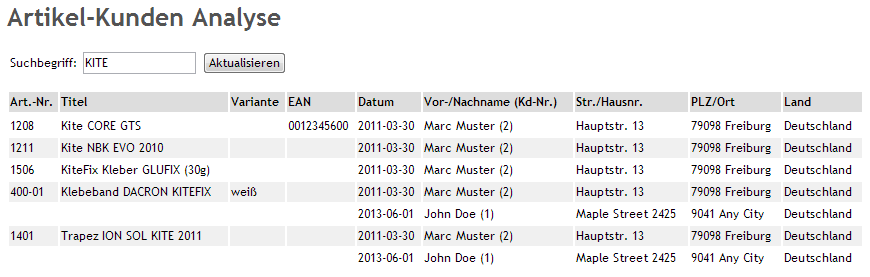 Artikel-Kunden Analyse
Suchbegriff: KITE Aktualisieren
Art.-Nr. Titel Variante EAN Datum Vor-/Nachname (Kd-Nr.) Str./Hausnr. PLZ/Ort Land
1208 Kite CORE GTS 0012345600 2011-03-30 Marc Muster (2) Hauptstr. 13 79098 Freiburg Deutschland
1211 Kite NBK EVO 2010 2011-03-30 Marc Muster (2) Hauptstr. 13 79098 Freiburg Deutschland
1506 KiteFix Kleber GLUFIX (30g) 2011-03-30 Marc Muster (2) Hauptstr. 13 79098 Freiburg Deutschland
400-01 Klebeband DACRON KITEFIX weiß 2011-03-30 Marc Muster (2) Hauptstr. 13 79098 Freiburg Deutschland
2013-06-01 John Doe (1) Maple Street 2425 9041 Any City Deutschland
1401 Trapez ION SOL KITE 2011 2011-03-30 Marc Muster (2) Hauptstr. 13 79098 Freiburg Deutschland
2013-06-01 John Doe (1) Maple Street 2425 9041 Any City Deutschland